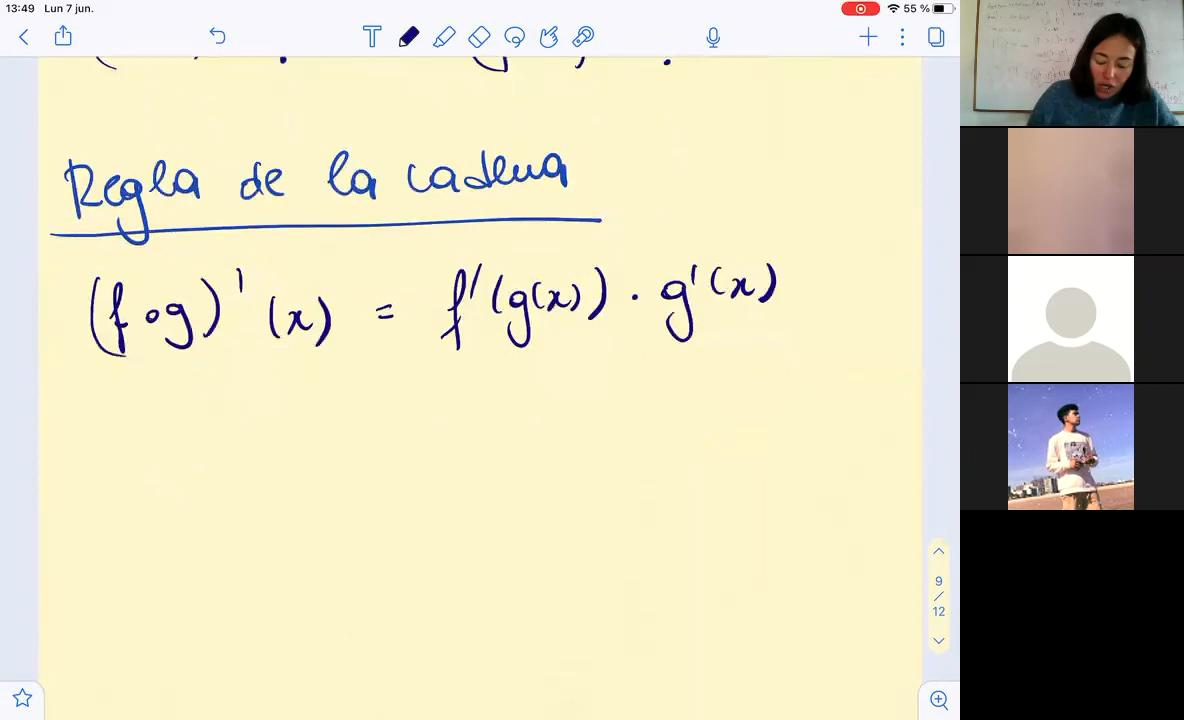 13:49 Lun 7 jun. 55 %
T
Regla de la cadena
(f∘g)'(x) = f'(g(x)) · g'(x)
9
/
12